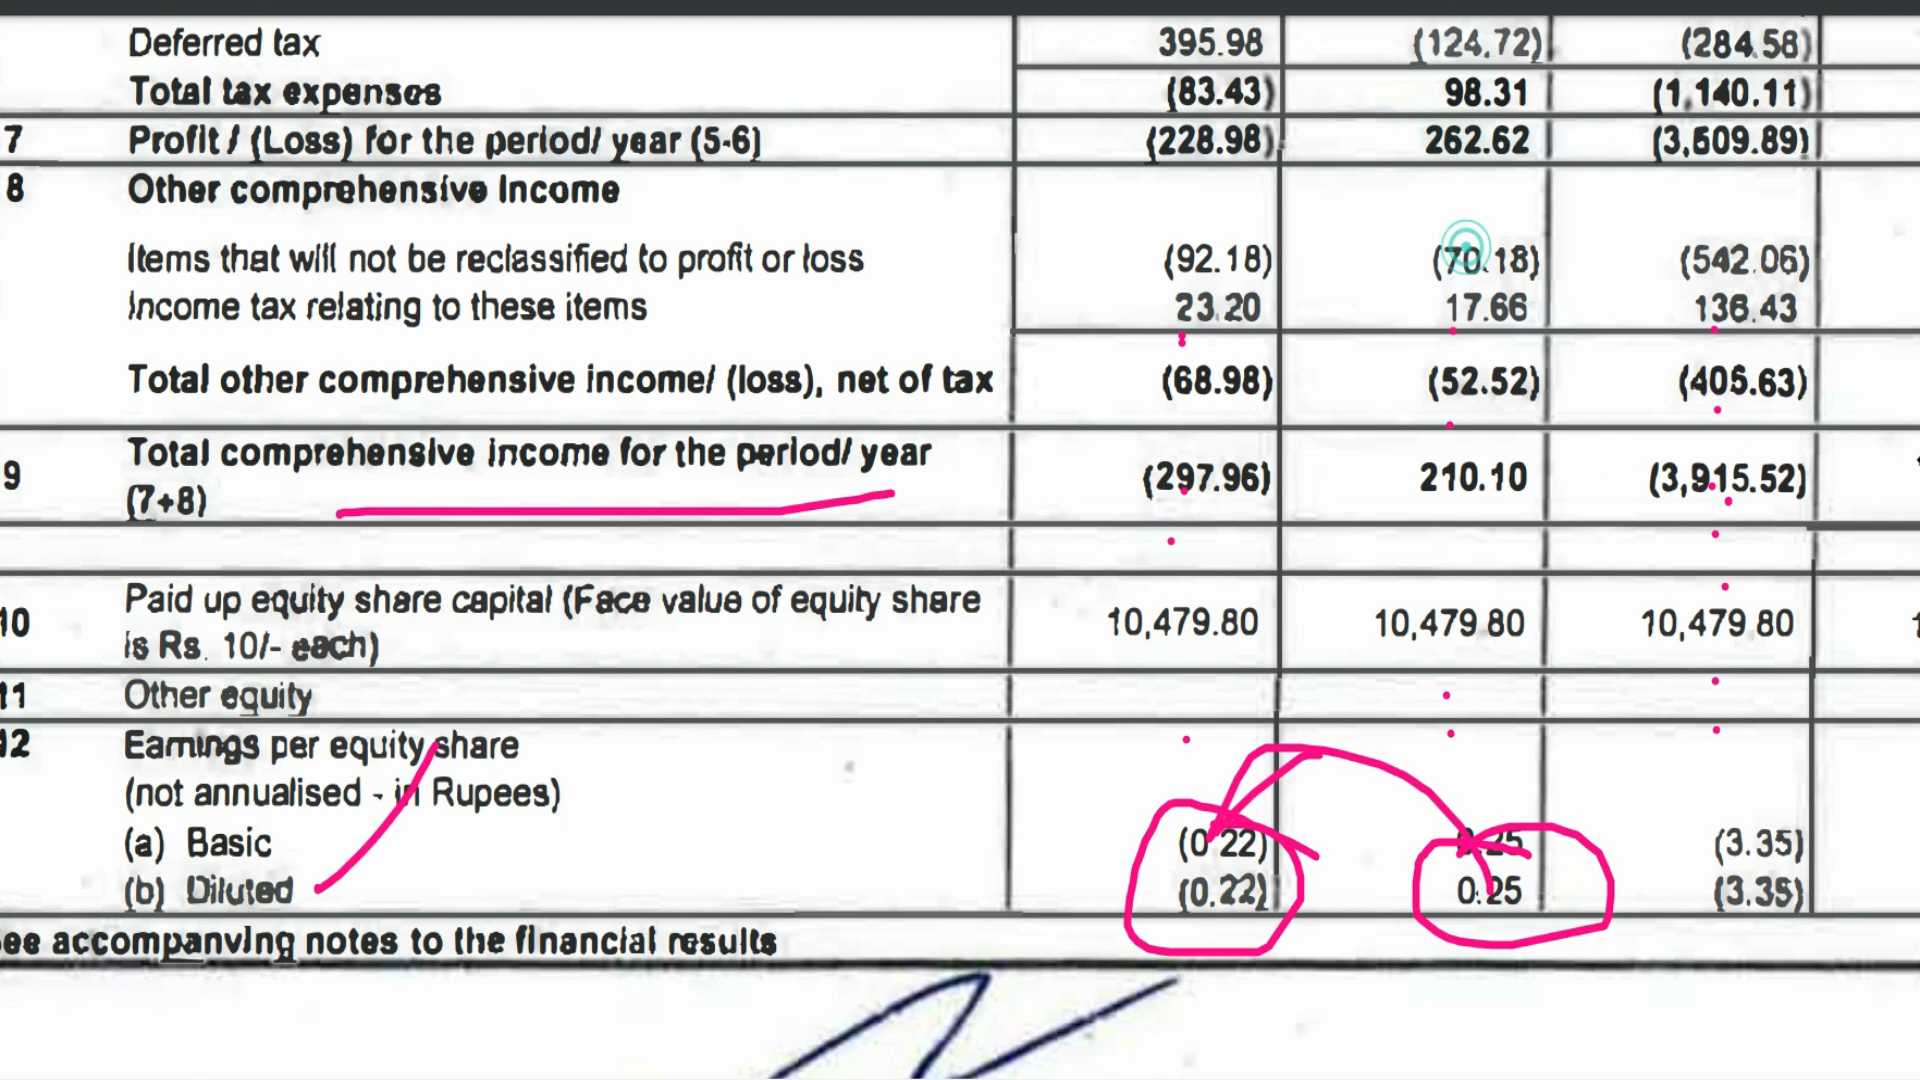 Deferred tax 395.98 (124.72) (284.58)
Total tax expenses (83.43) 98.31 (1,140.11)
7 Profit / (Loss) for the period/ year (5-6) (228.98) 262.62 (3,509.89)
8 Other comprehensive Income
Items that will not be reclassified to profit or loss (92.18) (70.18) (542.06)
Income tax relating to these items 23.20 17.66 136.43
Total other comprehensive income/ (loss), net of tax (68.98) (52.52) (405.63)
9 Total comprehensive income for the period/ year (7+8) (297.96) 210.10 (3,915.52)
10 Paid up equity share capital (Face value of equity share is Rs. 10/- each) 10,479.80 10,479.80 10,479.80
11 Other equity
12 Earnings per equity share
(not annualised - in Rupees)
(a) Basic (0.22) 0.25 (3.35)
(b) Diluted (0.22) 0.25 (3.35)
accompanying notes to the financial results